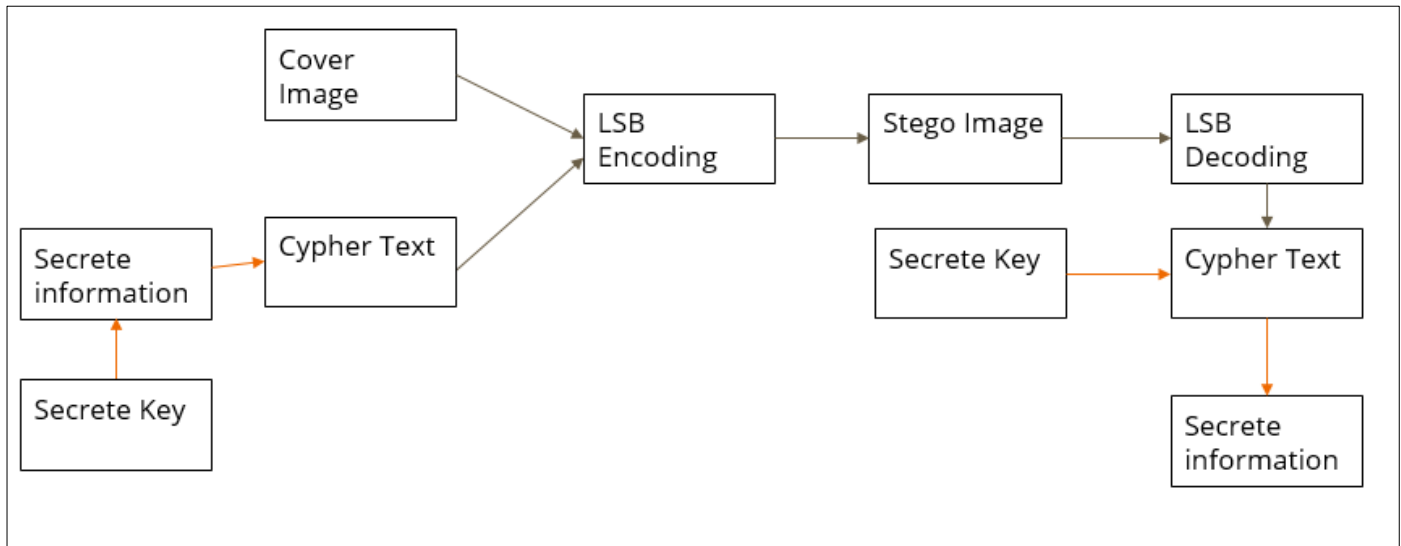 Cover
Image
LSB
Encoding
Stego Image
LSB
Decoding
Cypher Text
Secrete
information
Secrete Key
Cypher Text
Secrete Key
Secrete
information